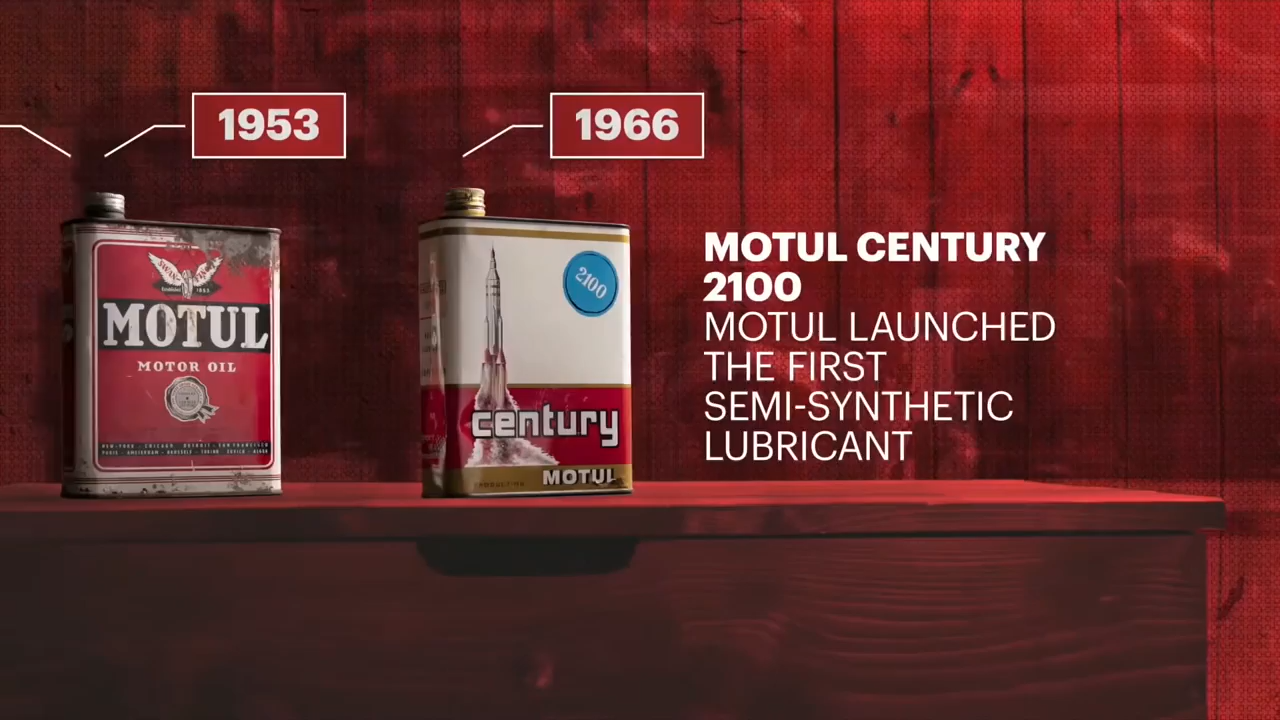 1953
1966
MOTUL
MOTOR OIL
2100
century
MOTUL
MOTUL CENTURY
2100
MOTUL LAUNCHED
THE FIRST
SEMI-SYNTHETIC
LUBRICANT